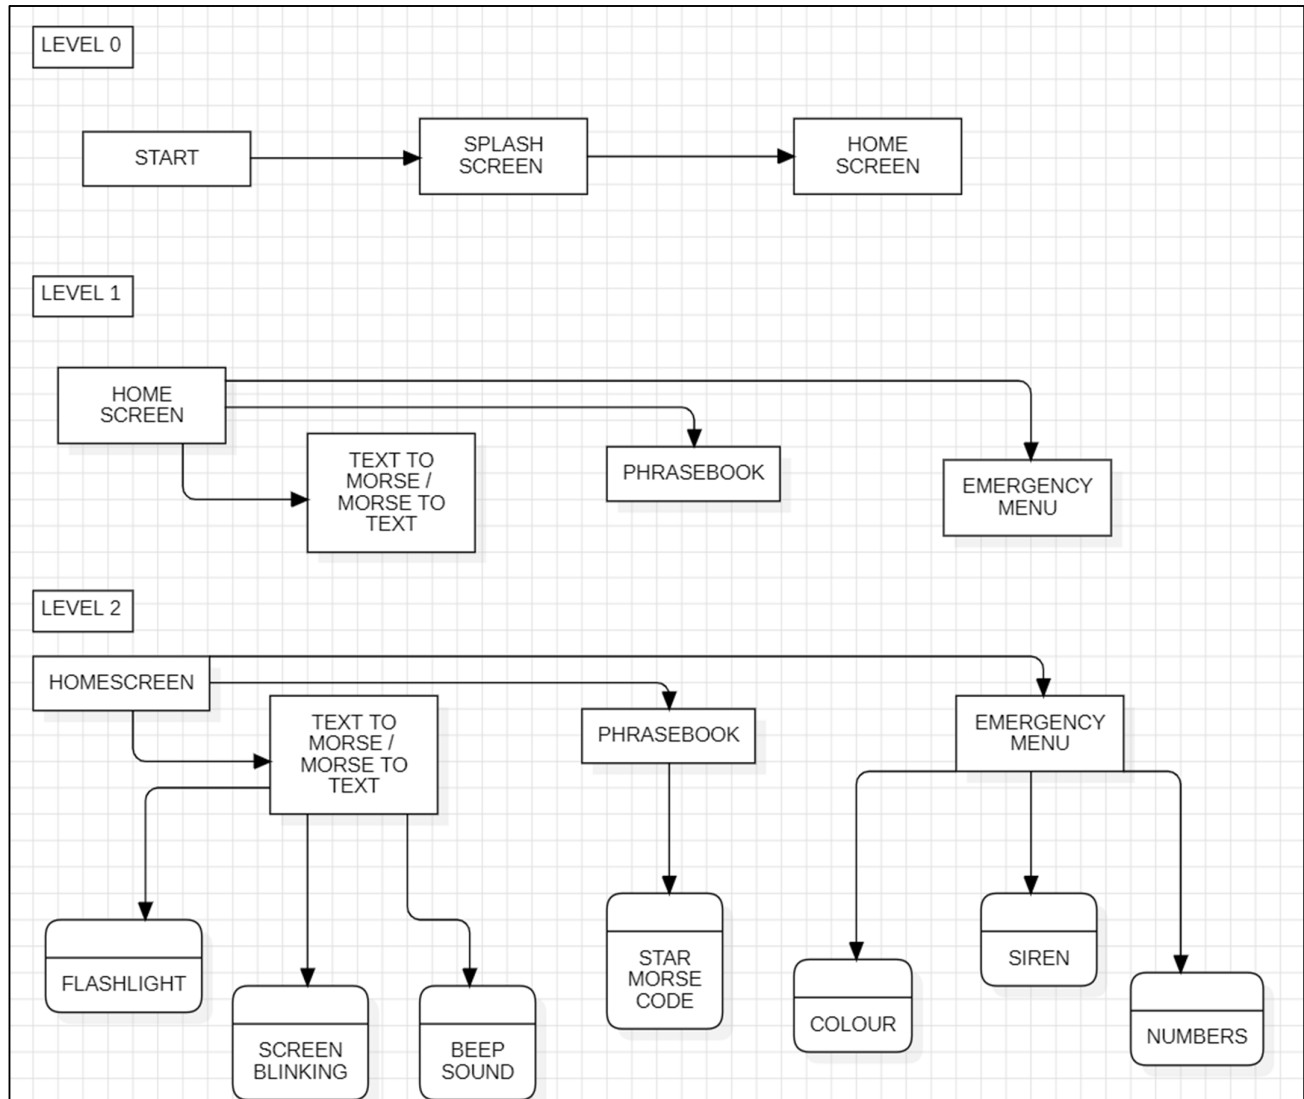 LEVEL 0
START
SPLASH
SCREEN
HOME
SCREEN
LEVEL 1
HOME
SCREEN
TEXT TO
MORSE /
MORSE TO
TEXT
PHRASEBOOK
EMERGENCY
MENU
LEVEL 2
HOMESCREEN
TEXT TO
MORSE /
MORSE TO
TEXT
PHRASEBOOK
EMERGENCY
MENU
FLASHLIGHT
SCREEN
BLINKING
BEEP
SOUND
STAR
MORSE
CODE
COLOUR
SIREN
NUMBERS